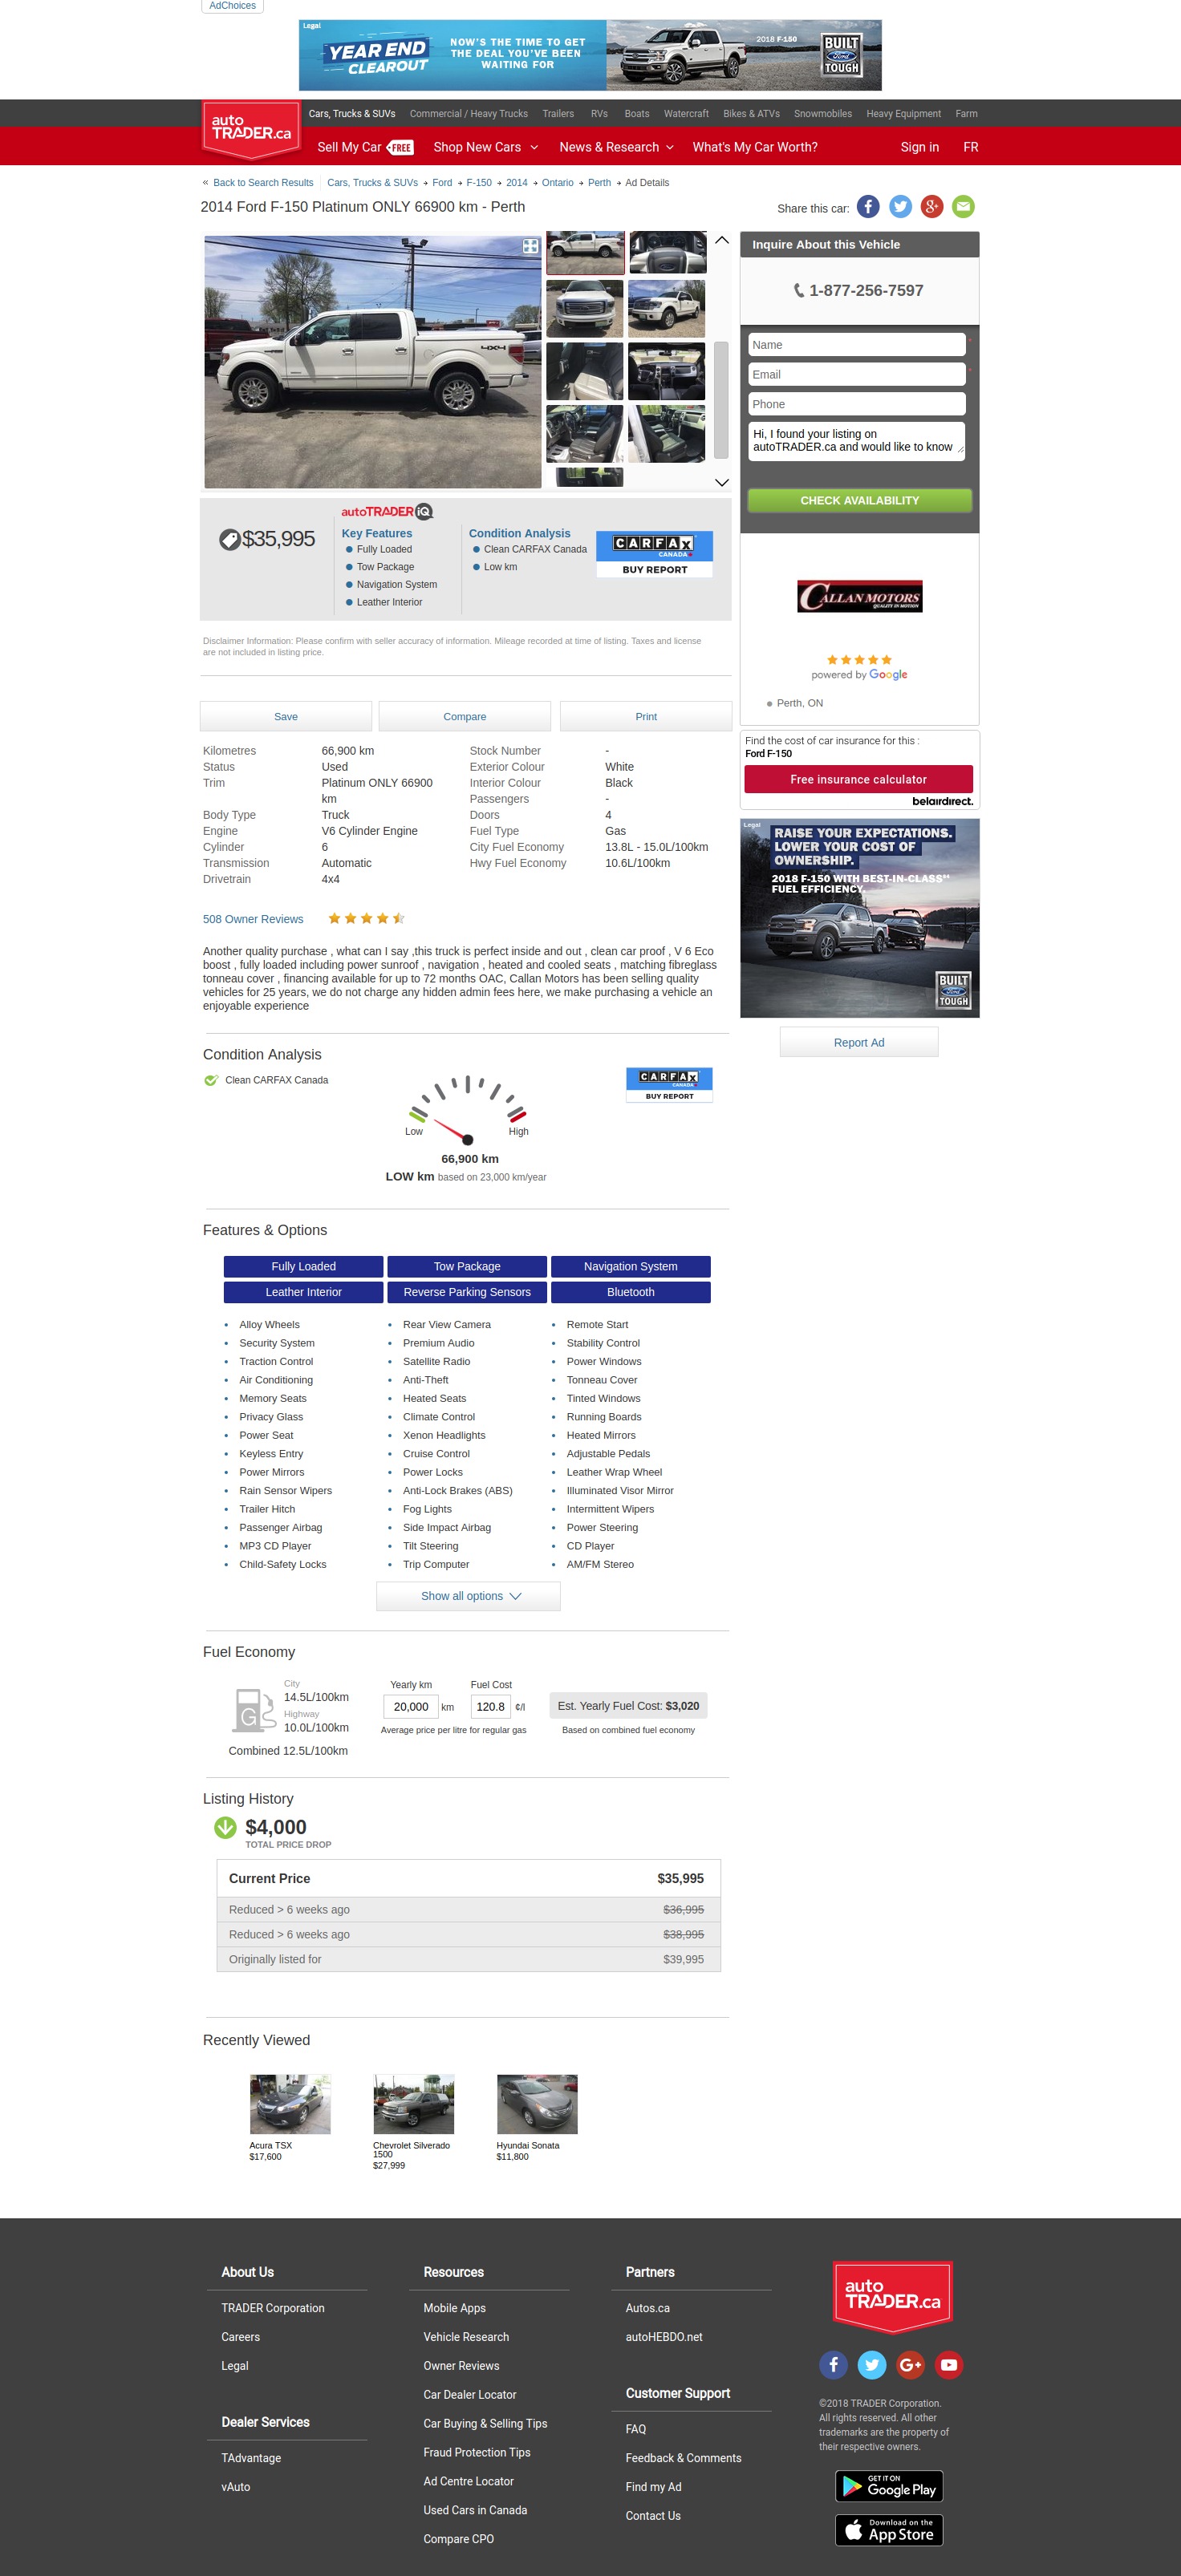 AdChoices
Legal
YEAR END
CLEAROUT
NOW'S THE TIME TO GET
THE DEAL YOU'VE BEEN
WAITING FOR
2018 F-150
BUILT
Ford
TOUGH
auto
TRADER.ca
Cars, Trucks & SUVs Commercial / Heavy Trucks Trailers RVs Boats Watercraft Bikes & ATVs Snowmobiles Heavy Equipment Farm
Sell My Car FREE Shop New Cars News & Research What's My Car Worth? Sign in FR
« Back to Search Results Cars, Trucks & SUVs Ford F-150 2014 Ontario Perth Ad Details
2014 Ford F-150 Platinum ONLY 66900 km - Perth
Share this car:
4X4
Inquire About this Vehicle
1-877-256-7597
Name *
Email *
Phone
Hi, I found your listing on
autoTRADER.ca and would like to know
CHECK AVAILABILITY
$35,995
autoTRADER iQ
Key Features
Fully Loaded
Tow Package
Navigation System
Leather Interior
Condition Analysis
Clean CARFAX Canada
Low km
CARFAX
CANADA
BUY REPORT
CALLAN MOTORS
QUALITY IN MOTION
powered by Google
Perth, ON
Disclaimer Information: Please confirm with seller accuracy of information. Mileage recorded at time of listing. Taxes and license
are not included in listing price.
Save Compare Print
Find the cost of car insurance for this :
Ford F-150
Free insurance calculator
belairdirect.
Kilometres 66,900 km Stock Number -
Status Used Exterior Colour White
Trim Platinum ONLY 66900 Interior Colour Black
km Passengers -
Body Type Truck Doors 4
Engine V6 Cylinder Engine Fuel Type Gas
Cylinder 6 City Fuel Economy 13.8L - 15.0L/100km
Transmission Automatic Hwy Fuel Economy 10.6L/100km
Drivetrain 4x4
508 Owner Reviews
Legal
RAISE YOUR EXPECTATIONS.
LOWER YOUR COST OF
OWNERSHIP.
2018 F-150 WITH BEST-IN-CLASS**
FUEL EFFICIENCY.
BUILT
Ford
TOUGH
Report Ad
Another quality purchase , what can I say ,this truck is perfect inside and out , clean car proof , V 6 Eco
boost , fully loaded including power sunroof , navigation , heated and cooled seats , matching fibreglass
tonneau cover , financing available for up to 72 months OAC, Callan Motors has been selling quality
vehicles for 25 years, we do not charge any hidden admin fees here, we make purchasing a vehicle an
enjoyable experience
Condition Analysis
Clean CARFAX Canada
Low High
66,900 km
LOW km based on 23,000 km/year
CARFAX
CANADA
BUY REPORT
Features & Options
Fully Loaded Tow Package Navigation System
Leather Interior Reverse Parking Sensors Bluetooth
Alloy Wheels Rear View Camera Remote Start
Security System Premium Audio Stability Control
Traction Control Satellite Radio Power Windows
Air Conditioning Anti-Theft Tonneau Cover
Memory Seats Heated Seats Tinted Windows
Privacy Glass Climate Control Running Boards
Power Seat Xenon Headlights Heated Mirrors
Keyless Entry Cruise Control Adjustable Pedals
Power Mirrors Power Locks Leather Wrap Wheel
Rain Sensor Wipers Anti-Lock Brakes (ABS) Illuminated Visor Mirror
Trailer Hitch Fog Lights Intermittent Wipers
Passenger Airbag Side Impact Airbag Power Steering
MP3 CD Player Tilt Steering CD Player
Child-Safety Locks Trip Computer AM/FM Stereo
Show all options
Fuel Economy
G
City
14.5L/100km
Highway
10.0L/100km
Combined 12.5L/100km
Yearly km Fuel Cost
20,000 km 120.8 ¢/l
Average price per litre for regular gas
Est. Yearly Fuel Cost: $3,020
Based on combined fuel economy
Listing History
$4,000
TOTAL PRICE DROP
Current Price $35,995
Reduced > 6 weeks ago $36,995
Reduced > 6 weeks ago $38,995
Originally listed for $39,995
Recently Viewed
Acura TSX
$17,600
Chevrolet Silverado
1500
$27,999
Hyundai Sonata
$11,800
About Us
TRADER Corporation
Careers
Legal
Dealer Services
TAdvantage
vAuto
Resources
Mobile Apps
Vehicle Research
Owner Reviews
Car Dealer Locator
Car Buying & Selling Tips
Fraud Protection Tips
Ad Centre Locator
Used Cars in Canada
Compare CPO
Partners
Autos.ca
autoHEBDO.net
Customer Support
FAQ
Feedback & Comments
Find my Ad
Contact Us
auto
TRADER.ca
©2018 TRADER Corporation.
All rights reserved. All other
trademarks are the property of
their respective owners.
GET IT ON
Google Play
Download on the
App Store